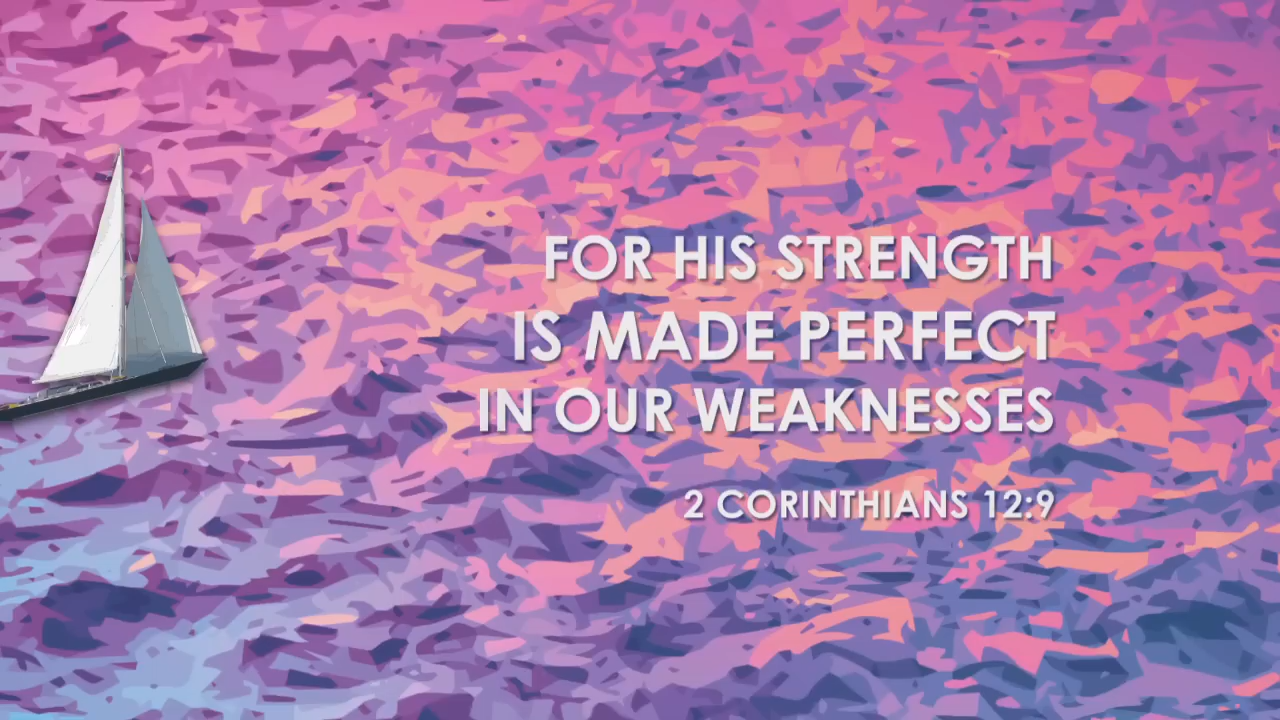 FOR HIS STRENGTH
IS MADE PERFECT
IN OUR WEAKNESSES
2 CORINTHIANS 12:9